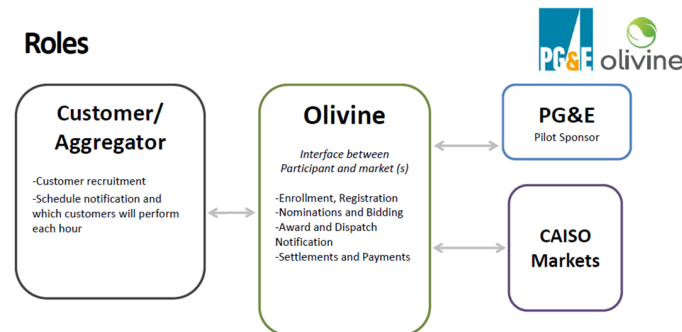 Roles
PG&E
olivine
Customer/
Aggregator
-Customer recruitment
-Schedule notification and
which customers will perform
each hour
Olivine
Interface between
Participant and market (s)
-Enrollment, Registration
-Nominations and Bidding
-Award and Dispatch
Notification
-Settlements and Payments
PG&E
Pilot Sponsor
CAISO
Markets